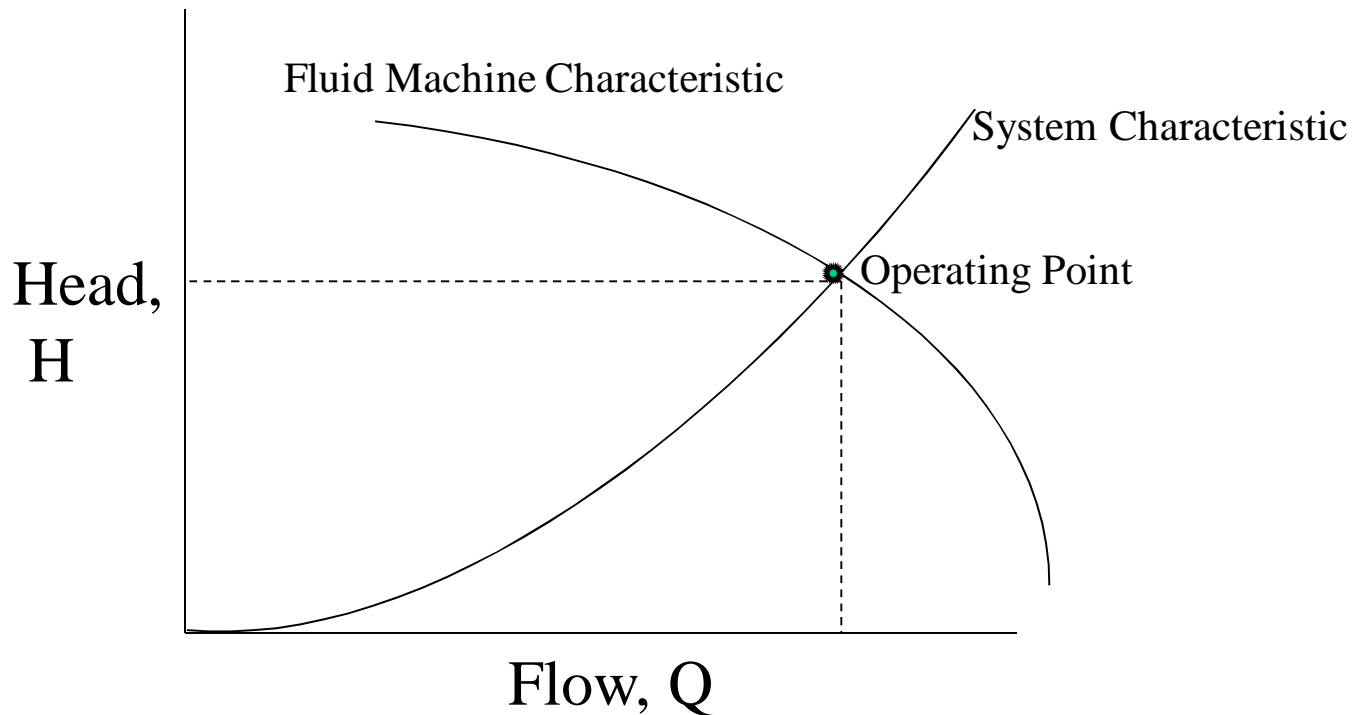 Fluid Machine Characteristic
System Characteristic
Operating Point
Head,
H
Flow, Q